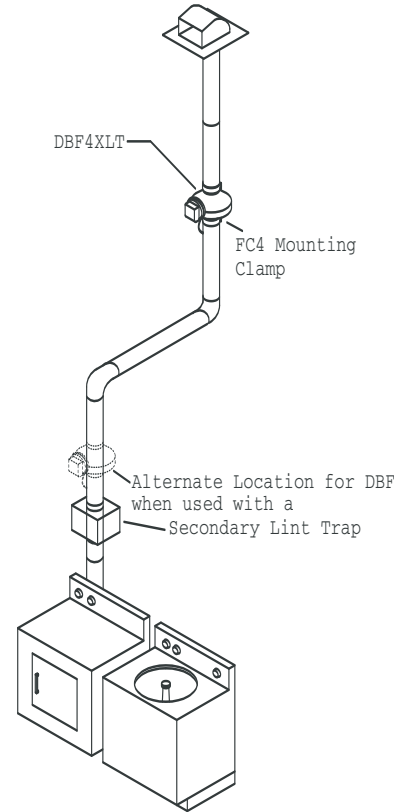 DBF4XLT
FC4 Mounting
Clamp
Alternate Location for DBF
when used with a
Secondary Lint Trap